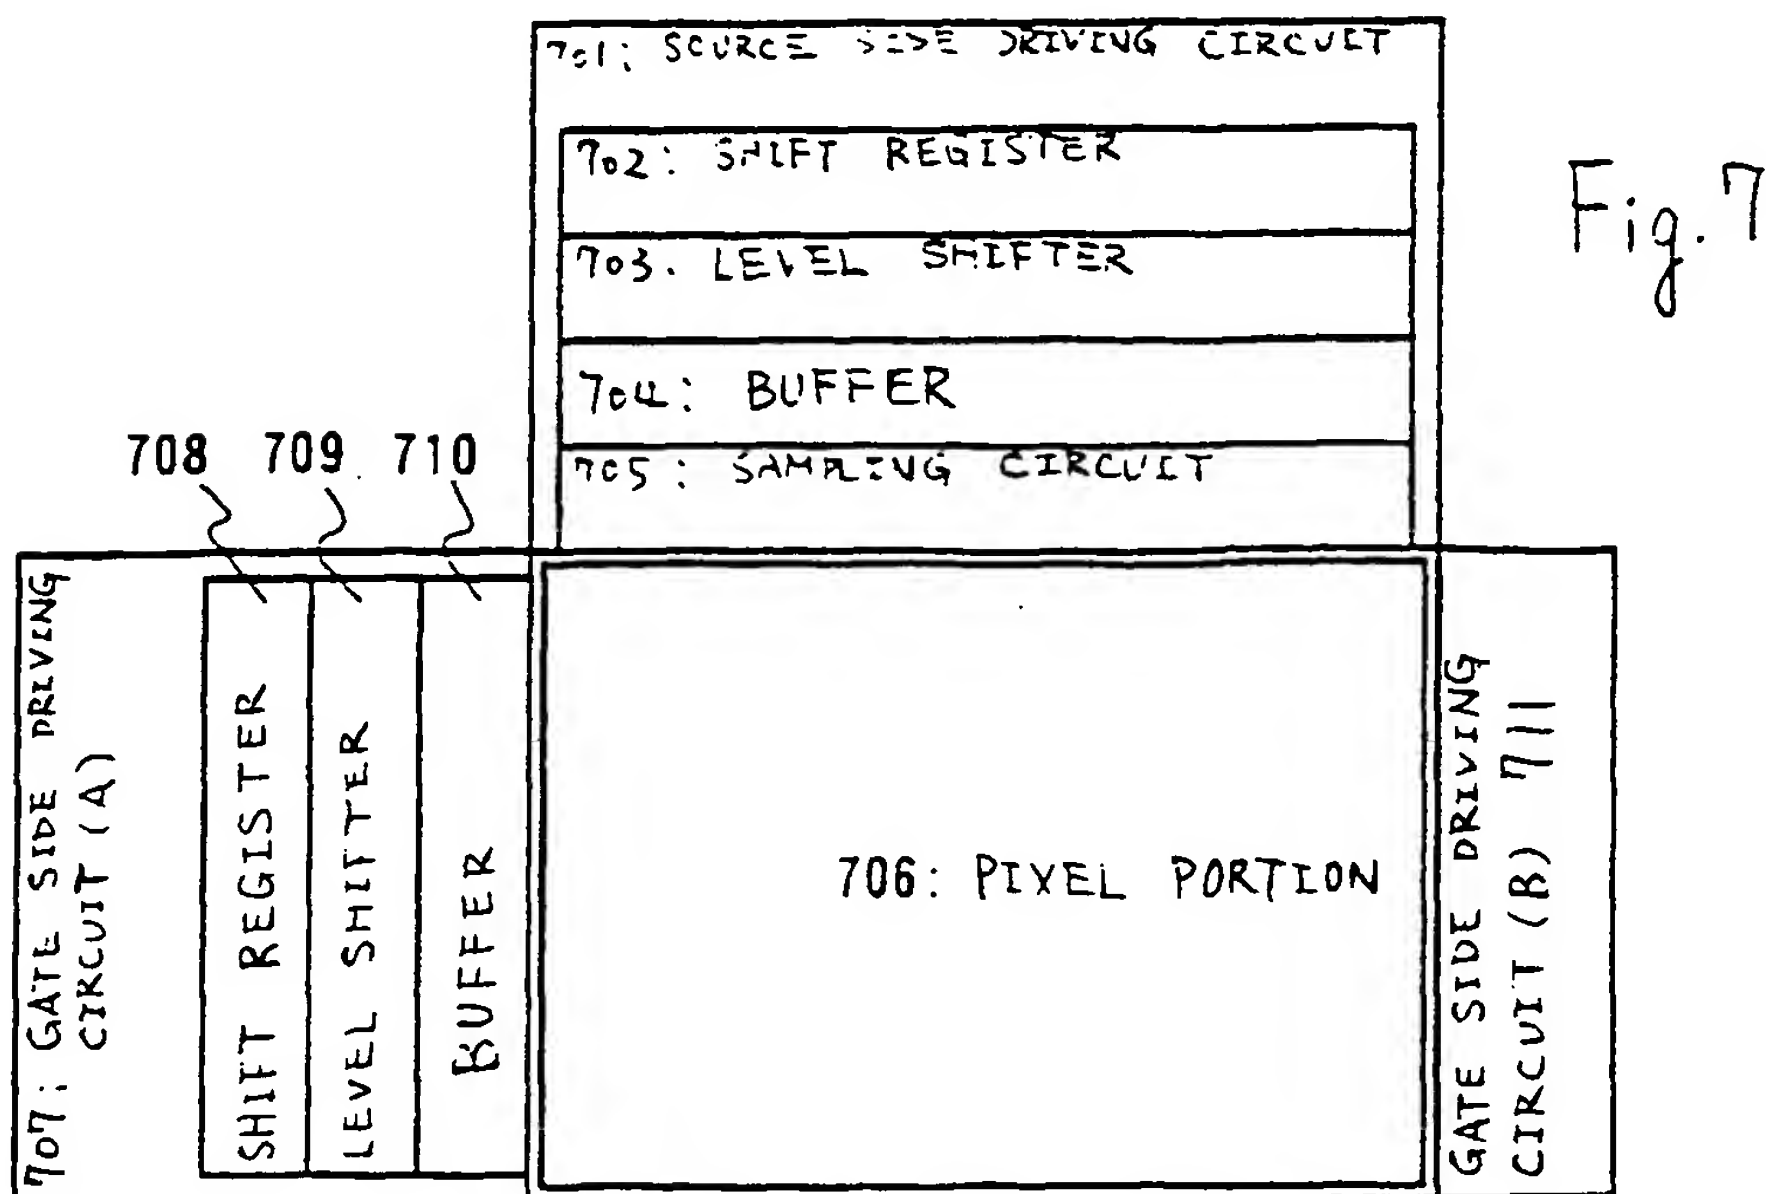 701: SOURCE SIDE DRIVING CIRCUIT
702: SHIFT REGISTER
703. LEVEL SHIFTER
704: BUFFER
705: SAMPLING CIRCUIT
Fig. 7
708 709 710
707: GATE SIDE DRIVING
CIRCUIT (A)
SHIFT REGISTER
LEVEL SHIFTER
BUFFER
706: PIXEL PORTION
GATE SIDE DRIVING
CIRCUIT (B) 711